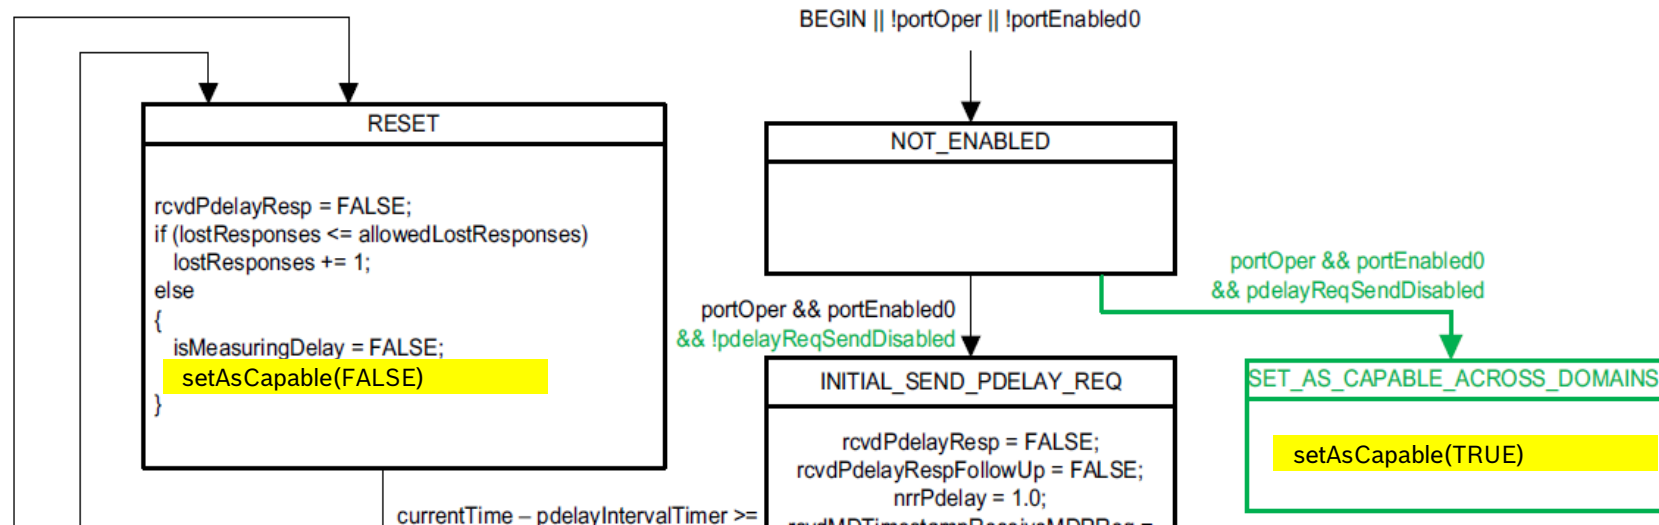 BEGIN || !portOper || !portEnabled0
RESET
rcvdPdelayResp = FALSE;
if (lostResponses <= allowedLostResponses)
lostResponses += 1;
else
{
isMeasuringDelay = FALSE;
setAsCapable(FALSE)
}
NOT_ENABLED
portOper && portEnabled0
&& !pdelayReqSendDisabled
portOper && portEnabled0
&& pdelayReqSendDisabled
INITIAL_SEND_PDELAY_REQ
rcvdPdelayResp = FALSE;
rcvdPdelayRespFollowUp = FALSE;
nrrPdelay = 1.0;
SET_AS_CAPABLE_ACROSS_DOMAINS
setAsCapable(TRUE)
currentTime – pdelayIntervalTimer >=